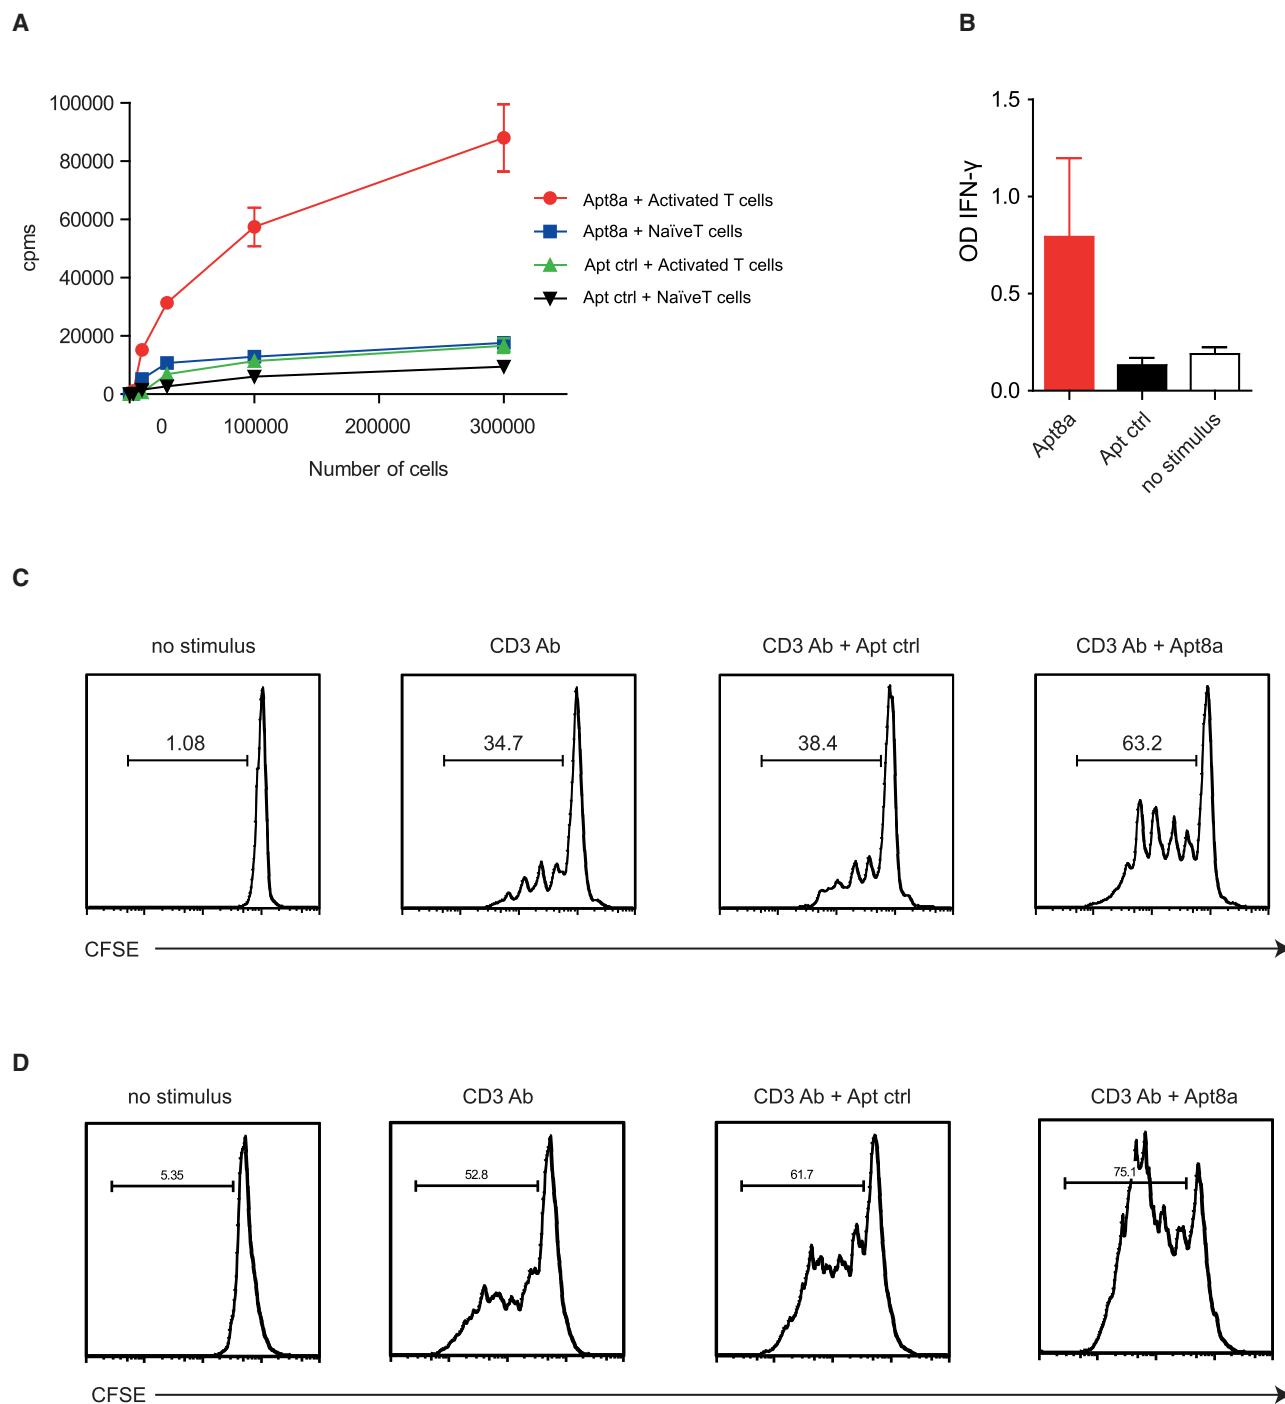 A
100000
80000
60000
40000
20000
0
cpms
0 100000 200000 300000
Number of cells
Apt8a + Activated T cells
Apt8a + NaïveT cells
Apt ctrl + Activated T cells
Apt ctrl + NaïveT cells
B
1.5
1.0
0.5
0.0
OD IFN-γ
Apt8a
Apt ctrl
no stimulus
C
no stimulus
1.08
CD3 Ab
34.7
CD3 Ab + Apt ctrl
38.4
CD3 Ab + Apt8a
63.2
CFSE
D
no stimulus
5.35
CD3 Ab
52.8
CD3 Ab + Apt ctrl
61.7
CD3 Ab + Apt8a
75.1
CFSE